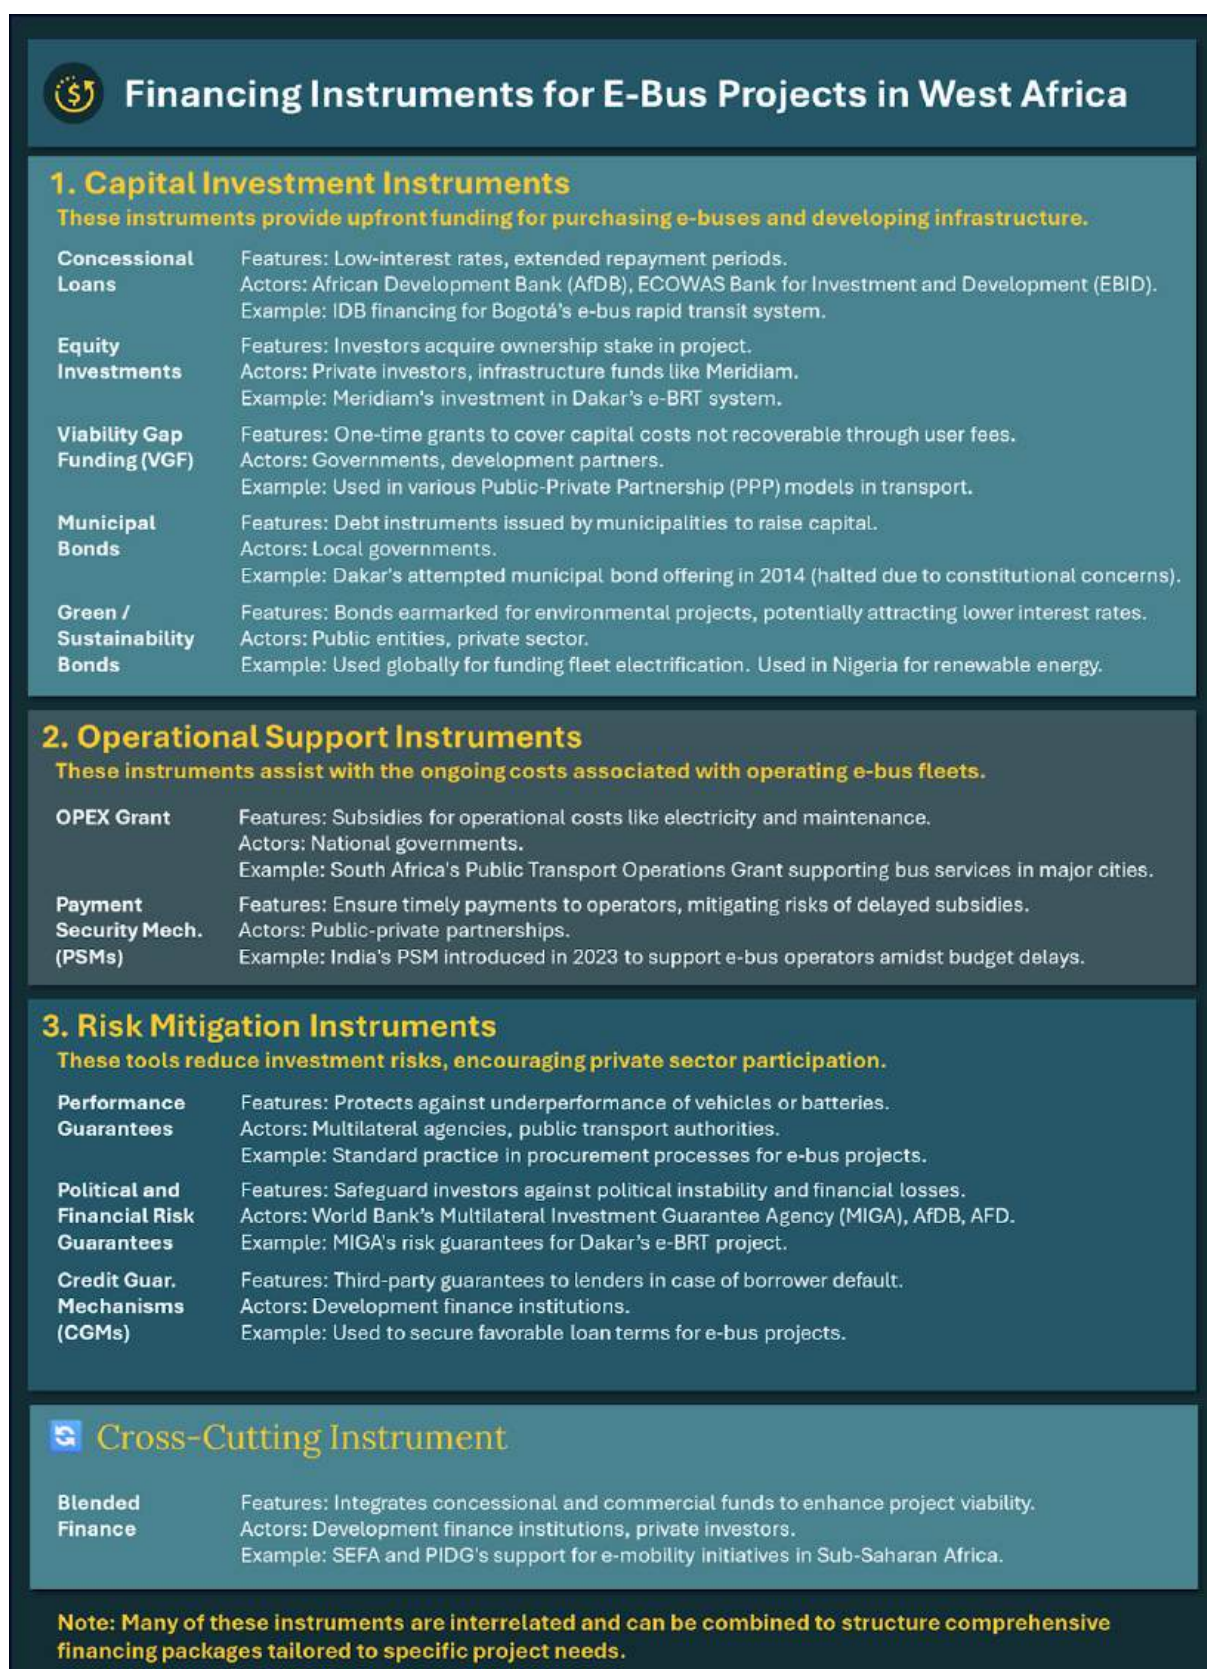 Financing Instruments for E-Bus Projects in West Africa
1. Capital Investment Instruments
These instruments provide upfront funding for purchasing e-buses and developing infrastructure.
Concessional Loans
Features: Low-interest rates, extended repayment periods.
Actors: African Development Bank (AfDB), ECOWAS Bank for Investment and Development (EBID).
Example: IDB financing for Bogotá's e-bus rapid transit system.
Equity Investments
Features: Investors acquire ownership stake in project.
Actors: Private investors, infrastructure funds like Meridiam.
Example: Meridiam's investment in Dakar's e-BRT system.
Viability Gap Funding (VGF)
Features: One-time grants to cover capital costs not recoverable through user fees.
Actors: Governments, development partners.
Example: Used in various Public-Private Partnership (PPP) models in transport.
Municipal Bonds
Features: Debt instruments issued by municipalities to raise capital.
Actors: Local governments.
Example: Dakar's attempted municipal bond offering in 2014 (halted due to constitutional concerns).
Green / Sustainability Bonds
Features: Bonds earmarked for environmental projects, potentially attracting lower interest rates.
Actors: Public entities, private sector.
Example: Used globally for funding fleet electrification. Used in Nigeria for renewable energy.
2. Operational Support Instruments
These instruments assist with the ongoing costs associated with operating e-bus fleets.
OPEX Grant
Features: Subsidies for operational costs like electricity and maintenance.
Actors: National governments.
Example: South Africa's Public Transport Operations Grant supporting bus services in major cities.
Payment Security Mech. (PSMs)
Features: Ensure timely payments to operators, mitigating risks of delayed subsidies.
Actors: Public-private partnerships.
Example: India's PSM introduced in 2023 to support e-bus operators amidst budget delays.
3. Risk Mitigation Instruments
These tools reduce investment risks, encouraging private sector participation.
Performance Guarantees
Features: Protects against underperformance of vehicles or batteries.
Actors: Multilateral agencies, public transport authorities.
Example: Standard practice in procurement processes for e-bus projects.
Political and Financial Risk Guarantees
Features: Safeguard investors against political instability and financial losses.
Actors: World Bank's Multilateral Investment Guarantee Agency (MIGA), AfDB, AFD.
Example: MIGA's risk guarantees for Dakar's e-BRT project.
Credit Guar. Mechanisms (CGMs)
Features: Third-party guarantees to lenders in case of borrower default.
Actors: Development finance institutions.
Example: Used to secure favorable loan terms for e-bus projects.
Cross-Cutting Instrument
Blended Finance
Features: Integrates concessional and commercial funds to enhance project viability.
Actors: Development finance institutions, private investors.
Example: SEFA and PIDG's support for e-mobility initiatives in Sub-Saharan Africa.
Note: Many of these instruments are interrelated and can be combined to structure comprehensive
financing packages tailored to specific project needs.